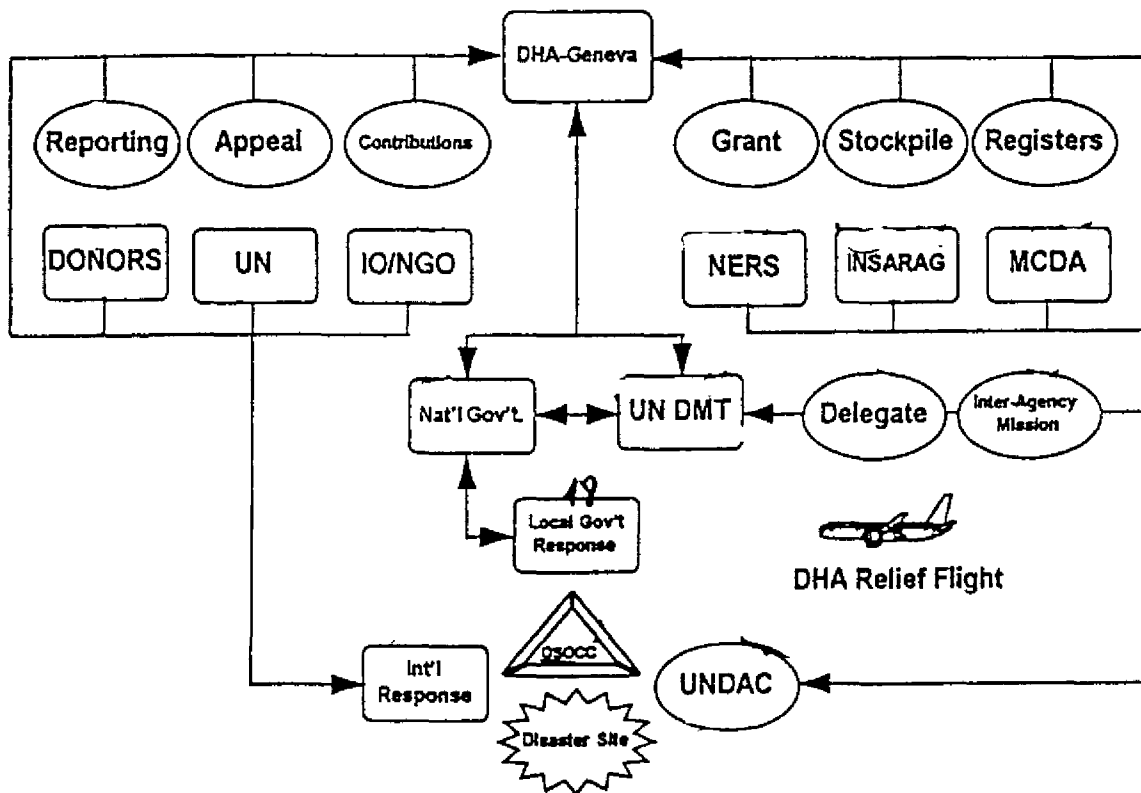 DHA-Geneva
Reporting
Appeal
Contributions
Grant
Stockpile
Registers
DONORS
UN
IO/NGO
NERS
INSARAG
MCDA
Nat'l Gov't.
UN DMT
Delegate
Inter-Agency
Mission
Local Gov't
Response
DHA Relief Flight
OSOCC
Int'l
Response
UNDAC
Disaster Site